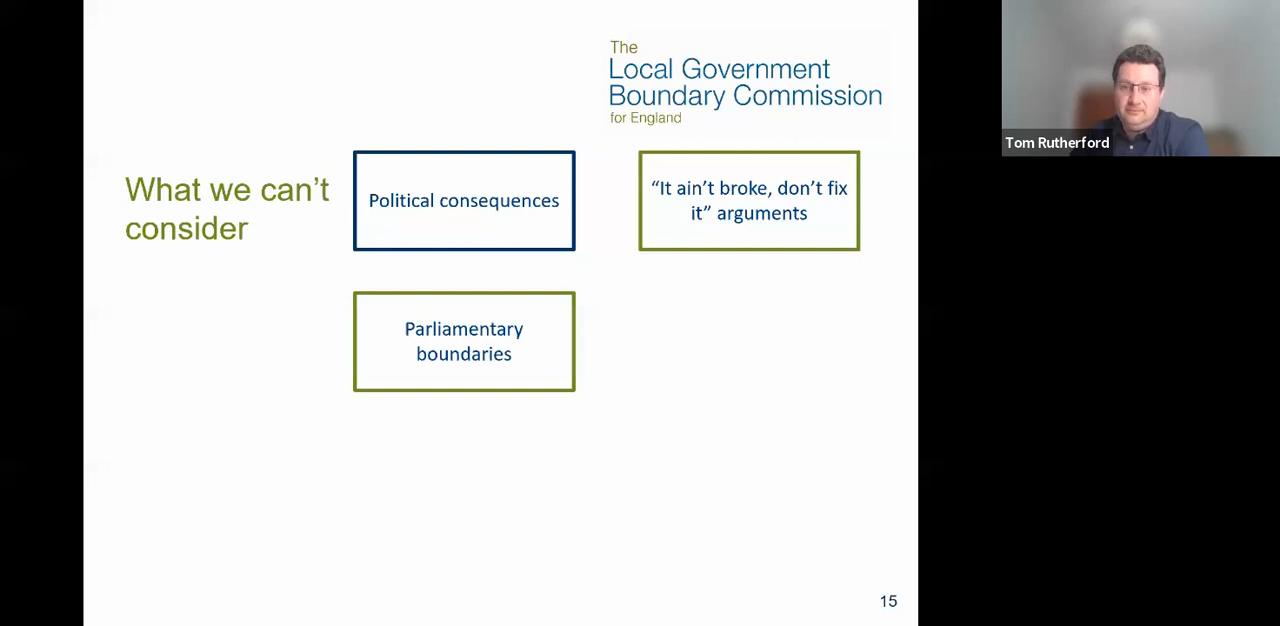 The
Local Government
Boundary Commission
for England
Tom Rutherford
What we can’t
consider
Political consequences
“It ain’t broke, don’t fix
it” arguments
Parliamentary
boundaries
15